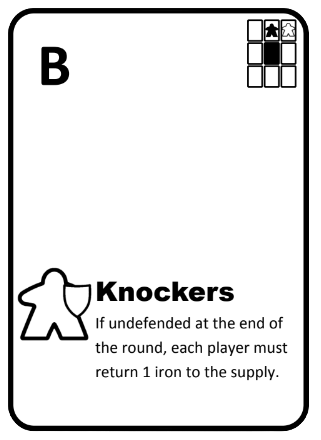 B
Knockers
If undefended at the end of
the round, each player must
return 1 iron to the supply.